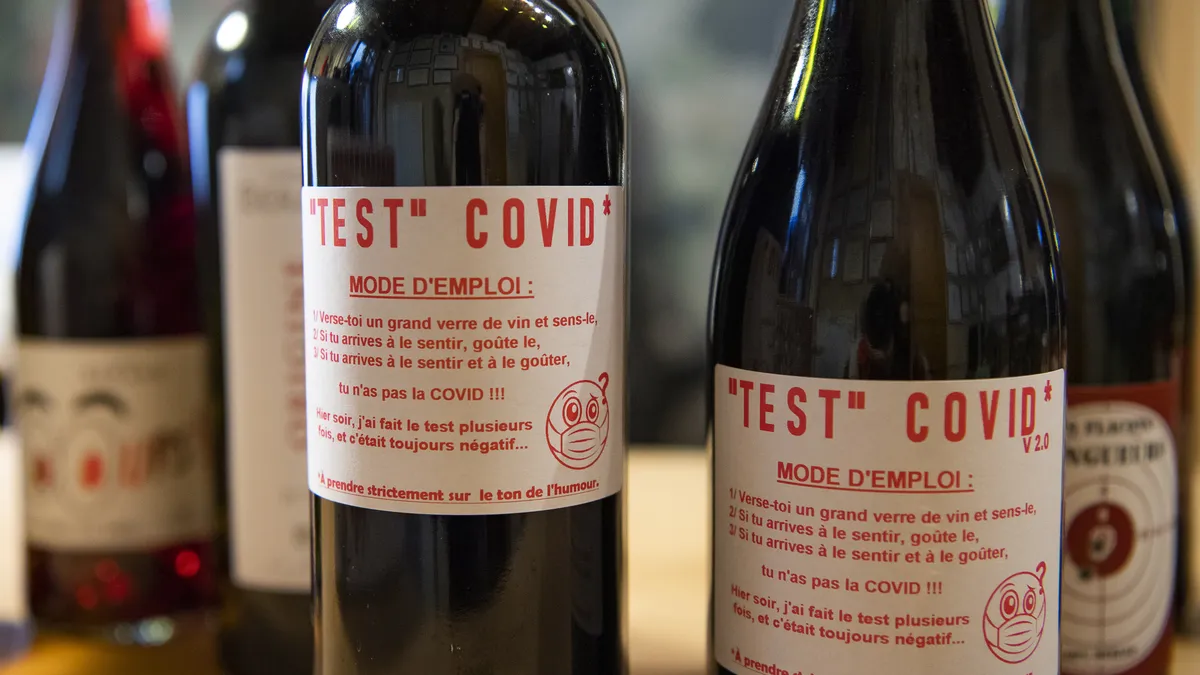 "TEST" COVID*
MODE D'EMPLOI :
1/ Verse-toi un grand verre de vin et sens-le,
2/ Si tu arrives à le sentir, goûte le,
3/ Si tu arrives à le sentir et à le goûter,
tu n'as pas la COVID !!!
Hier soir, j'ai fait le test plusieurs
fois, et c'était toujours négatif...
?
*À prendre strictement sur le ton de l'humour.
"TEST" COVID*
V 2.0
MODE D'EMPLOI :
1/ Verse-toi un grand verre de vin et sens-le,
2/ Si tu arrives à le sentir, goûte le,
3/ Si tu arrives à le sentir et à le goûter,
tu n'as pas la COVID !!!
Hier soir, j'ai fait le test plusieurs
fois, et c'était toujours négatif...
?
*À prendre